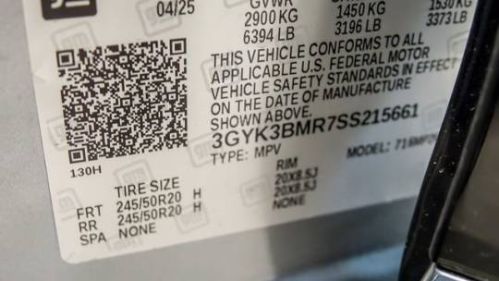 04/25
GVWR
2900 KG 1450 KG 1530 KG
6394 LB 3196 LB 3373 LB
THIS VEHICLE CONFORMS TO ALL
APPLICABLE U.S. FEDERAL MOTOR
VEHICLE SAFETY STANDARDS IN EFFECT
ON THE DATE OF MANUFACTURE
SHOWN ABOVE.
3GYK3BMR7SS215661
TYPE: MPV MODEL:
130H
TIRE SIZE RIM
FRT 245/50R20 H 20X8.5J
RR 245/50R20 H 20X8.5J
SPA NONE NONE